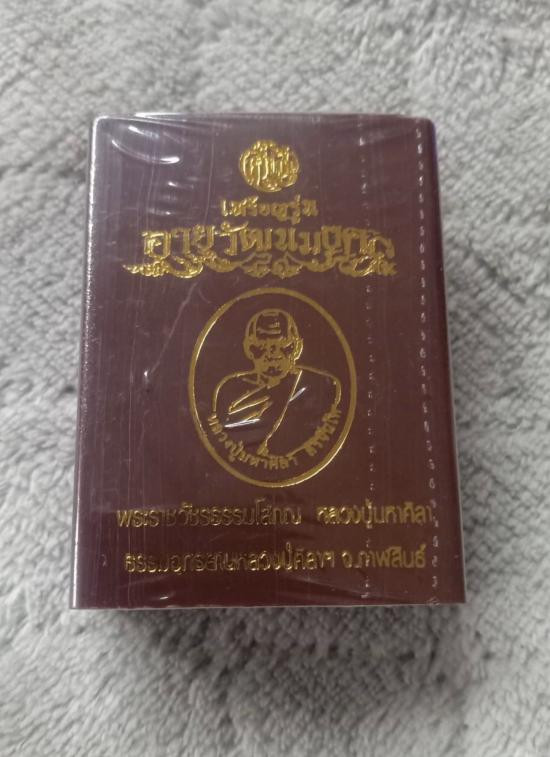 เหรียญรุ่น
อายุวัฒนมงคล
หลวงปู่มหาศิลา สิริจันโท
พระราชวัชรธรรมโสภณ หลวงปู่มหาศิลา
ธรรมอุทยานหลวงปู่ศิลาฯ จ.กาฬสินธุ์